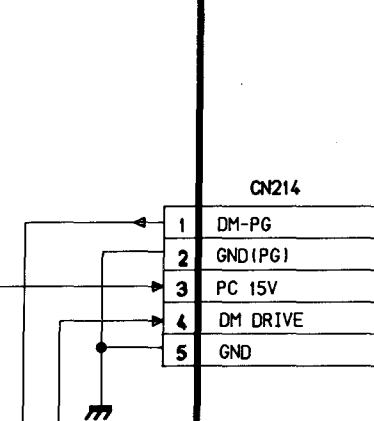 CN214
1 DM-PG
2 GND(PG)
3 PC 15V
4 DM DRIVE
5 GND